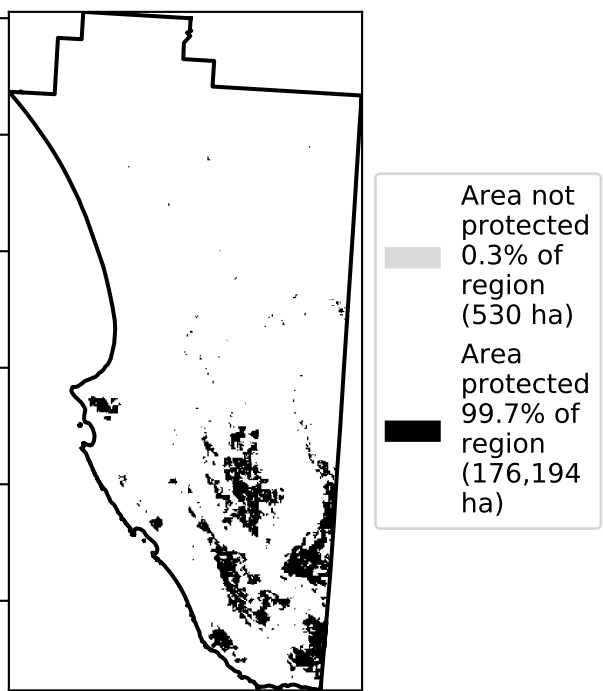 Area not
protected
0.3% of
region
(530 ha)
Area
protected
99.7% of
region
(176,194
ha)